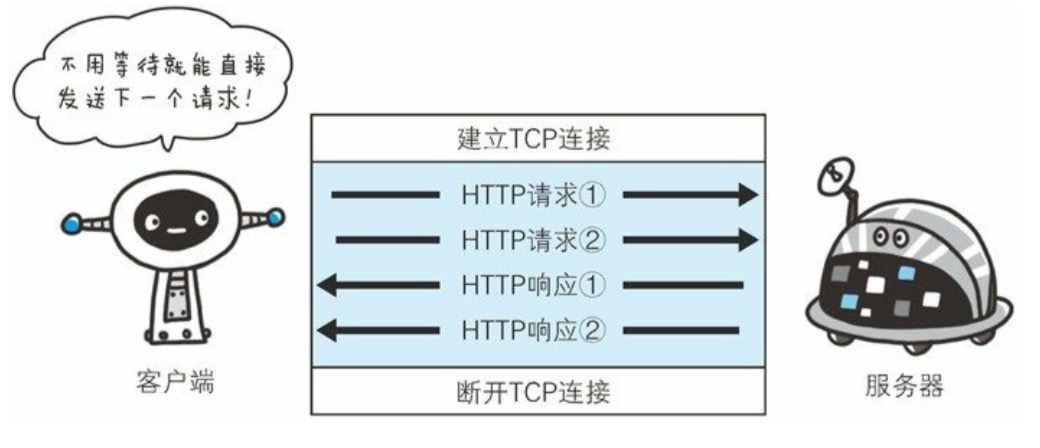 不用等待就能直接
发送下一个请求！
建立TCP连接
HTTP请求①
HTTP请求②
HTTP响应①
HTTP响应②
断开TCP连接
客户端
服务器